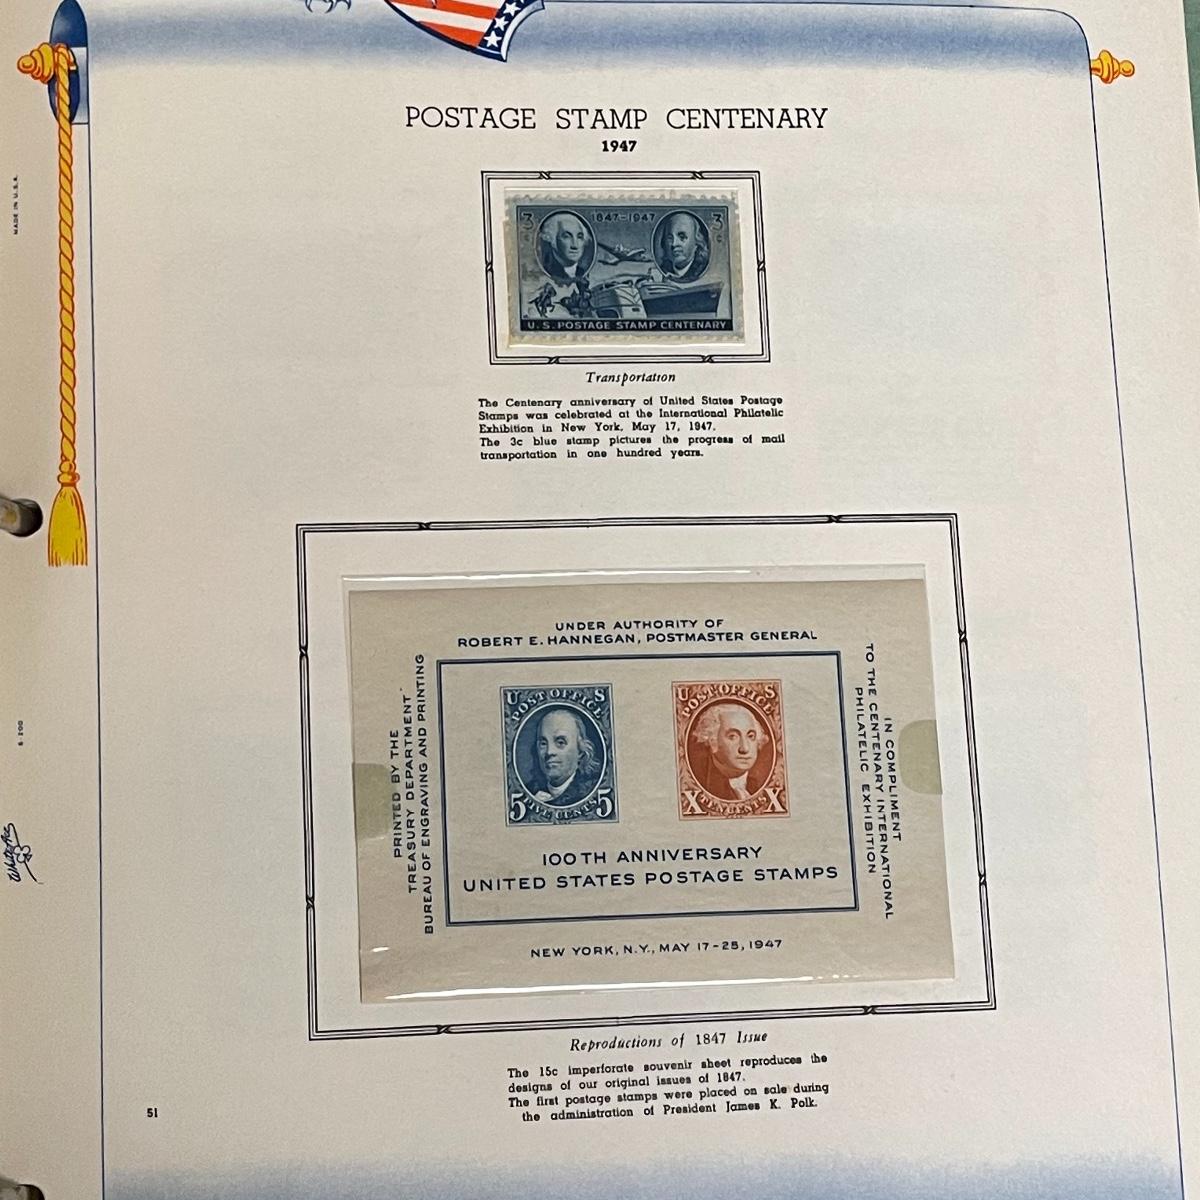 POSTAGE STAMP CENTENARY
1947
MADE IN U.S.A.
3
1847-1947
3
C
U.S. POSTAGE STAMP CENTENARY
Transportation
The Centenary anniversary of United States Postage
Stamps was celebrated at the International Philatelic
Exhibition in New York, May 17, 1947.
The 3c blue stamp pictures the progress of mail
transportation in one hundred years.
UNDER AUTHORITY OF
ROBERT E. HANNEGAN, POSTMASTER GENERAL
PRINTED BY THE
TREASURY DEPARTMENT
BUREAU OF ENGRAVING AND PRINTING
U S
POST OFFICE
5 FIVE CENTS 5
U S
POST OFFICE
X TEN CENTS X
IN COMPLIMENT
TO THE CENTENARY INTERNATIONAL
PHILATELIC EXHIBITION
100TH ANNIVERSARY
UNITED STATES POSTAGE STAMPS
NEW YORK, N.Y., MAY 17-25, 1947
Reproductions of 1847 Issue
The 15c imperforate souvenir sheet reproduces the
designs of our original issues of 1847.
The first postage stamps were placed on sale during
the administration of President James K. Polk.
White Ace
51